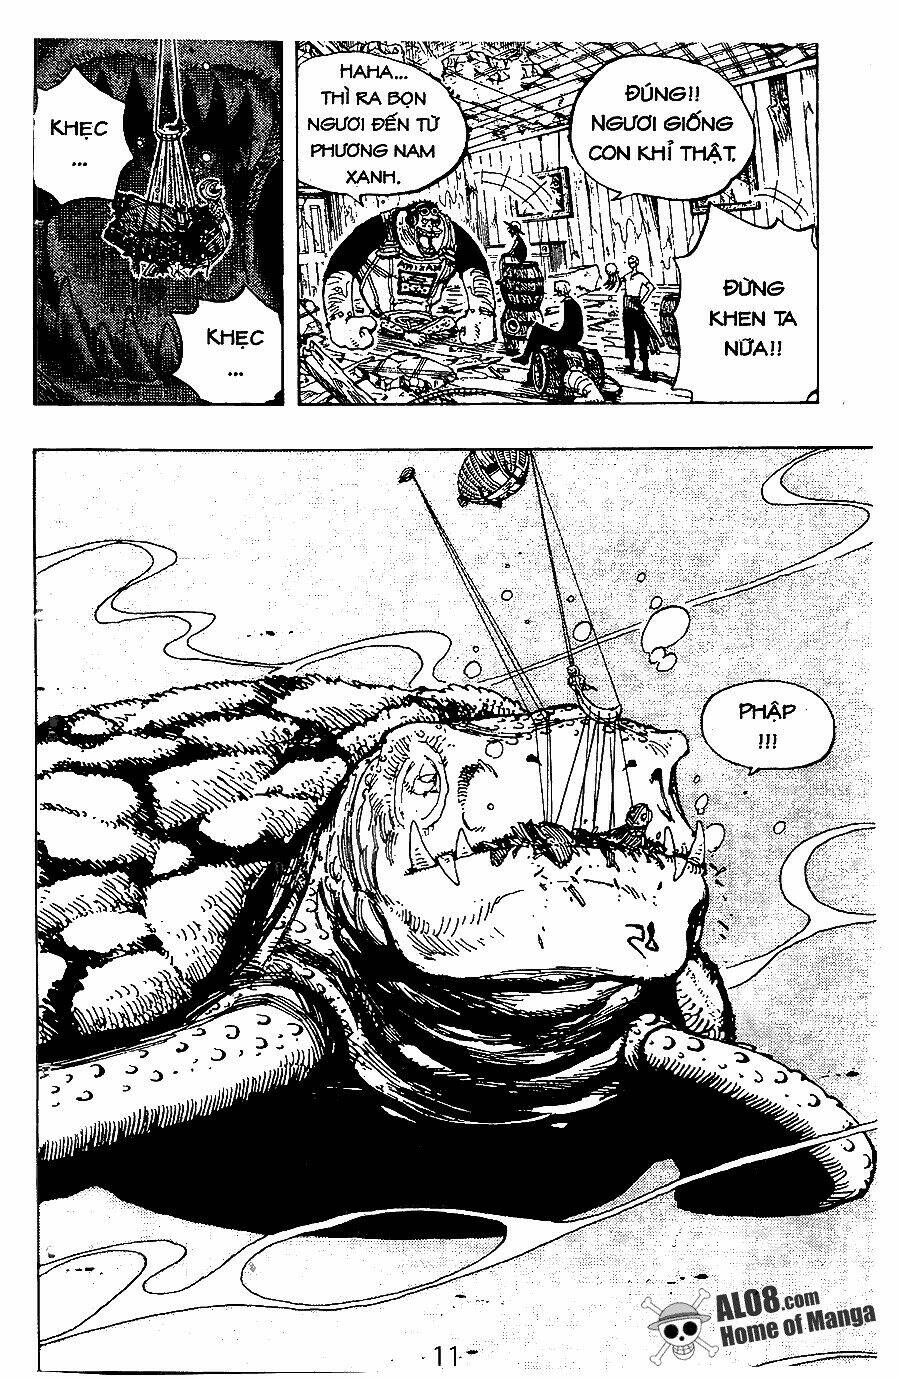 ĐÚNG!!
NGƯƠI GIỐNG
CON KHỈ THẬT.
ĐỪNG
KHEN TA
NỮA!!
HAHA...
THÌ RA BỌN
NGƯƠI ĐẾN TỪ
PHƯƠNG NAM
XANH.
KHẸC
...
KHẸC
...
PHẬP
!!!
11
ALO8.com
Home of Manga